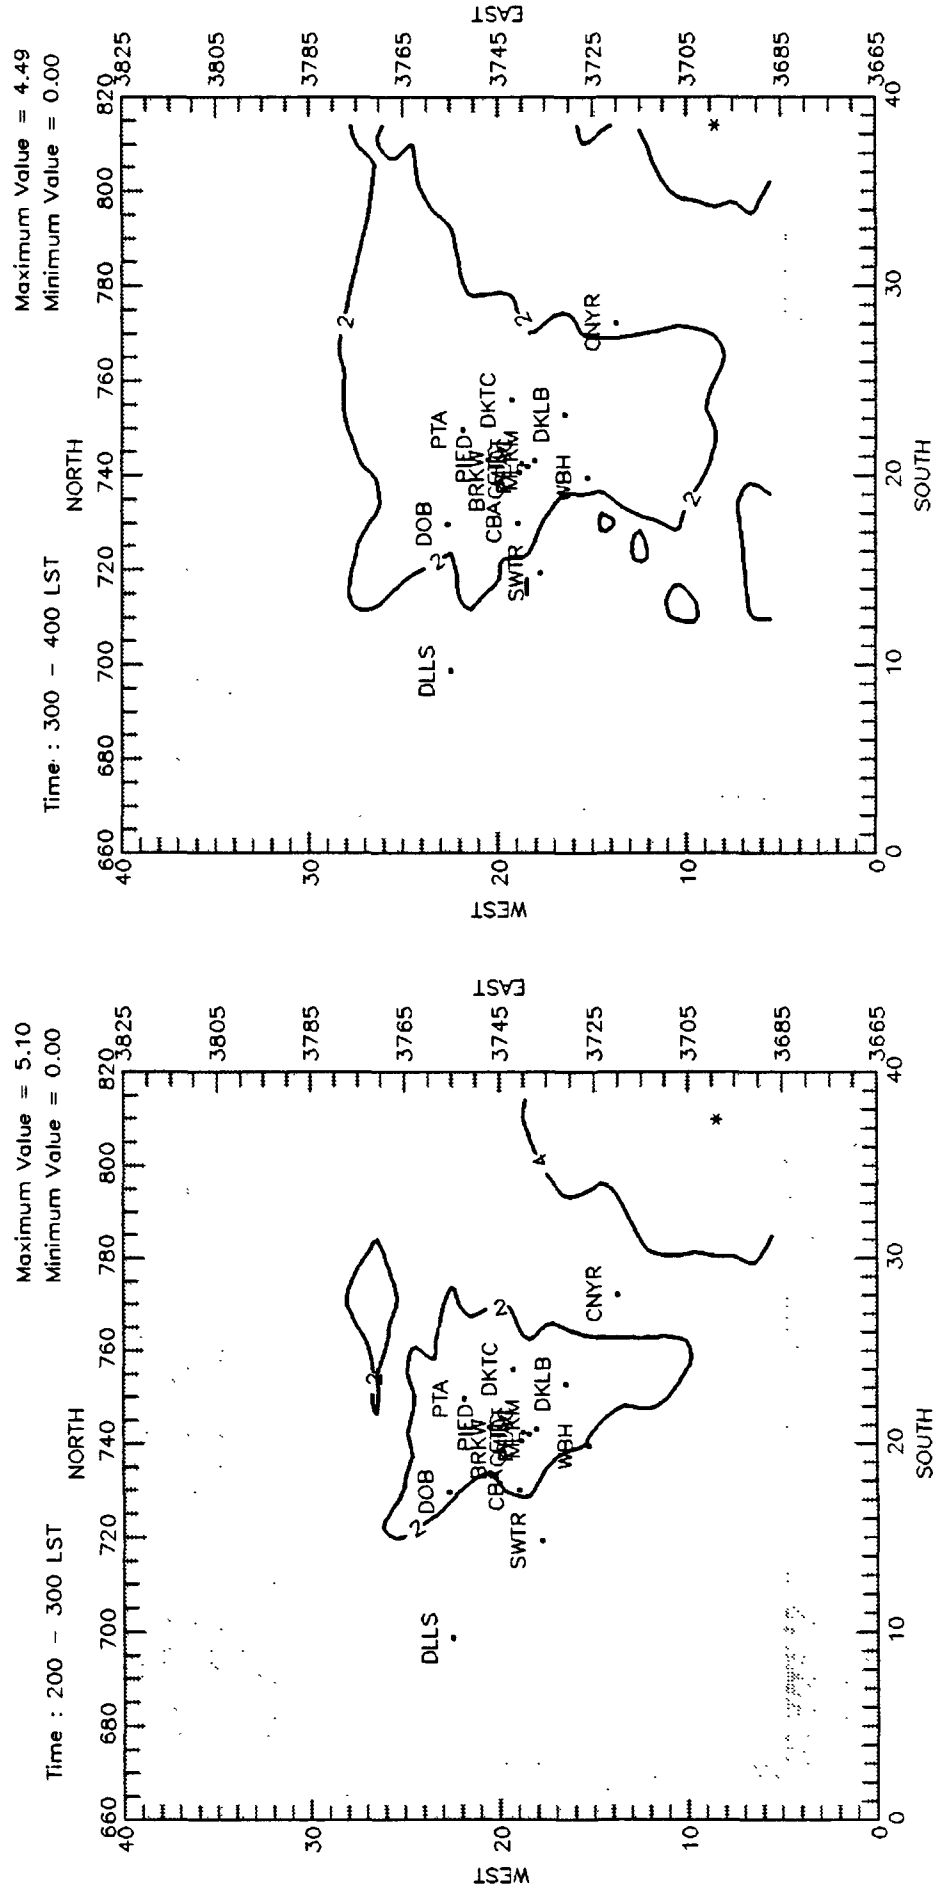 Time : 200 – 300 LST
Maximum Value = 5.10
Minimum Value = 0.00
NORTH
660 680 700 720 740 760 780 800 820
40
30
20
10
0
WEST
3825
3805
3785
3765
3745
3725
3705
3685
3665
EAST
2
2
2
4
DLLS
DOB
PTA
PIED
BRKW
DKTC
SWTR
DKLB
WBH
CNYR
*
0 10 20 30 40
SOUTH
Time : 300 – 400 LST
Maximum Value = 4.49
Minimum Value = 0.00
NORTH
660 680 700 720 740 760 780 800 820
40
30
20
10
0
WEST
3825
3805
3785
3765
3745
3725
3705
3685
3665
EAST
2
2
2
2
DLLS
DOB
PTA
PIED
BRKW
DKTC
SWTR
DKLB
WBH
CNYR
*
0 10 20 30 40
SOUTH